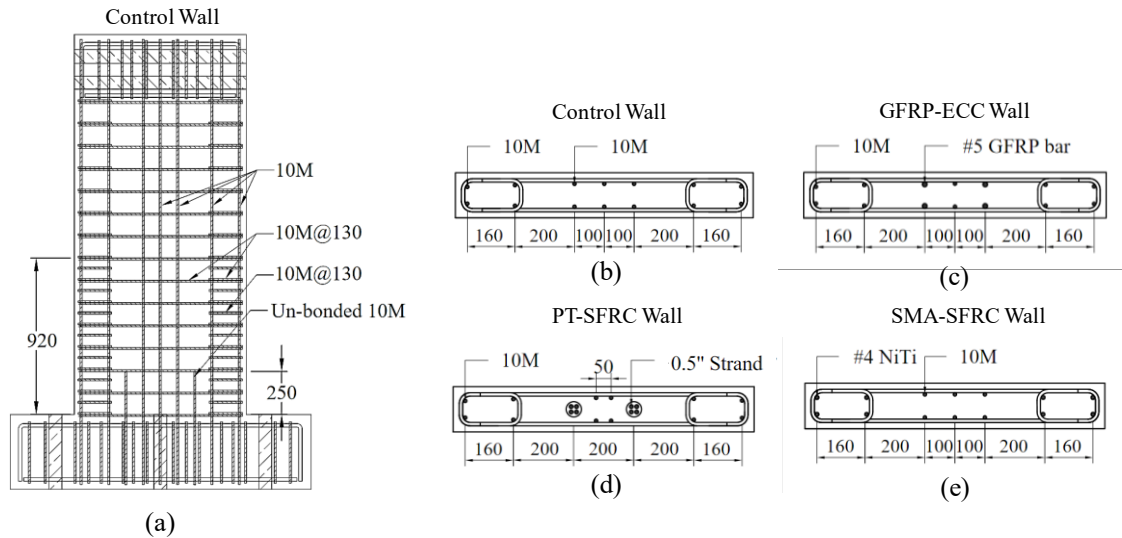 Control Wall
10M
10M@130
10M@130
Un-bonded 10M
920
250
(a)
Control Wall
10M 10M
160 200 100 100 200 160
(b)
GFRP-ECC Wall
10M #5 GFRP bar
160 200 100 100 200 160
(c)
PT-SFRC Wall
10M 50 0.5" Strand
160 200 200 200 160
(d)
SMA-SFRC Wall
#4 NiTi 10M
160 200 100 100 200 160
(e)